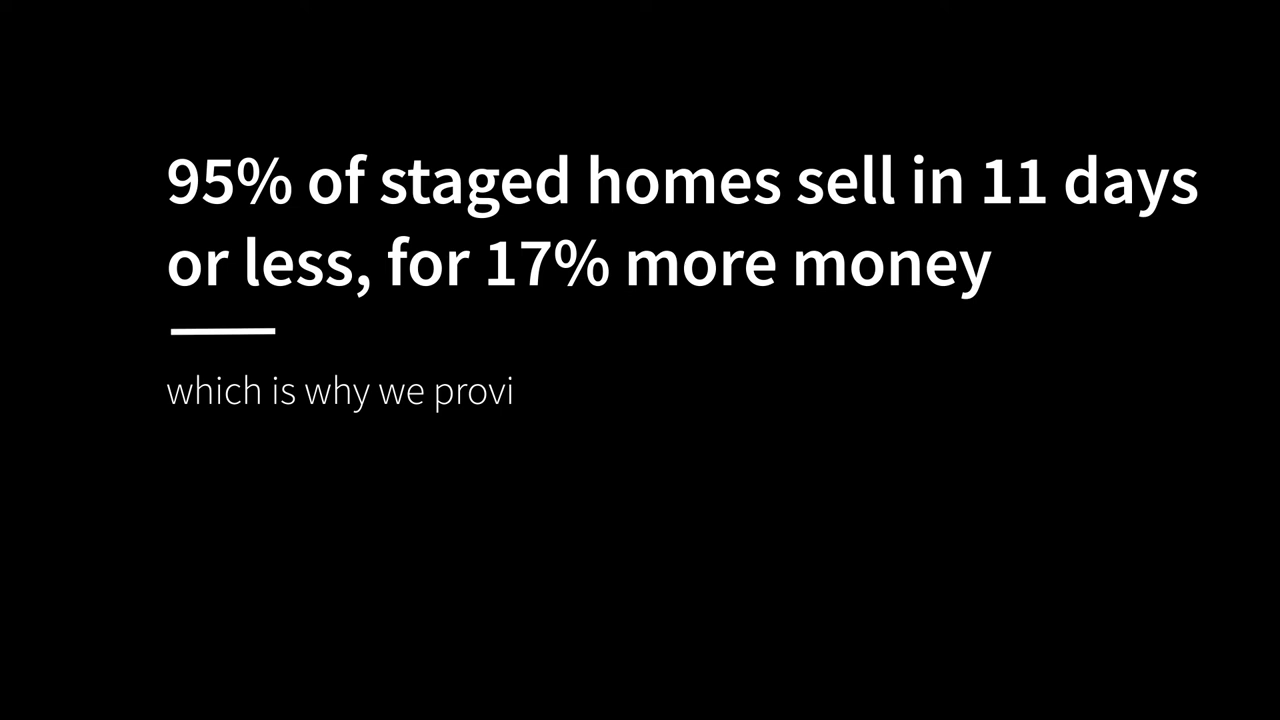 95% of staged homes sell in 11 days
or less, for 17% more money
which is why we provi